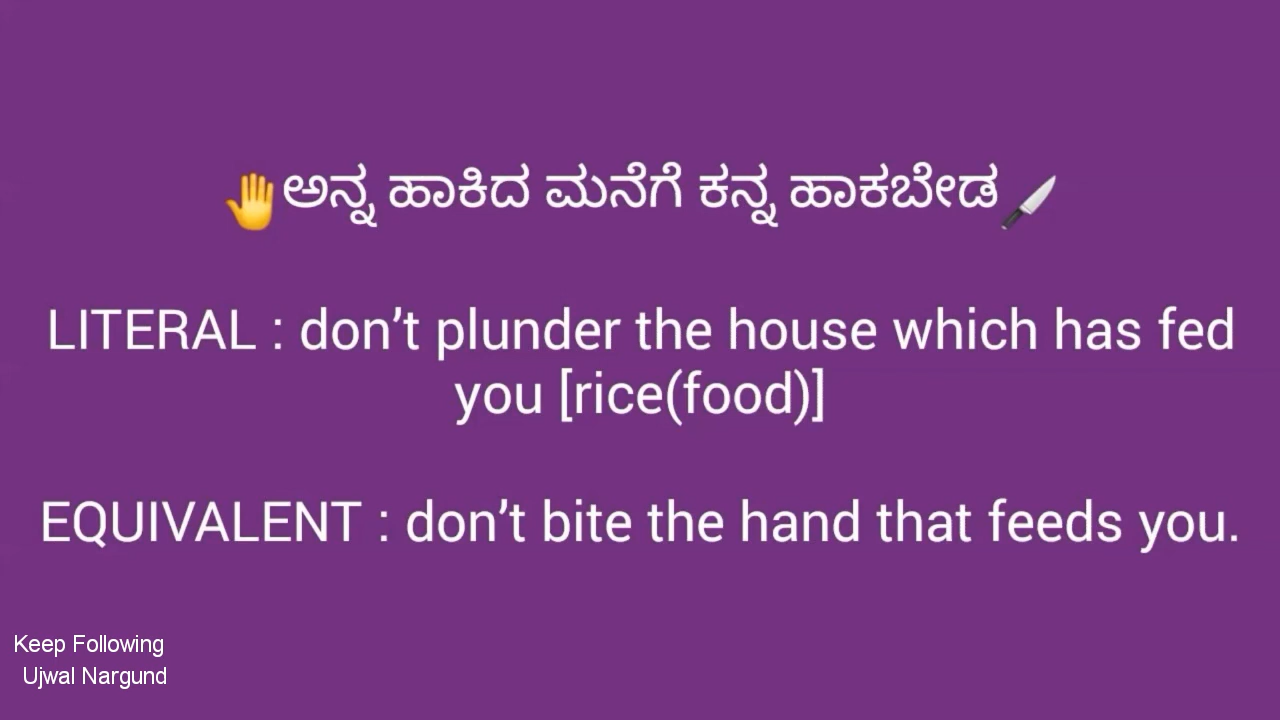 🤚ಅನ್ನ ಹಾಕಿದ ಮನೆಗೆ ಕನ್ನ ಹಾಕಬೇಡ🔪
LITERAL : don’t plunder the house which has fed
you [rice(food)]
EQUIVALENT : don’t bite the hand that feeds you.
Keep Following
Ujwal Nargund